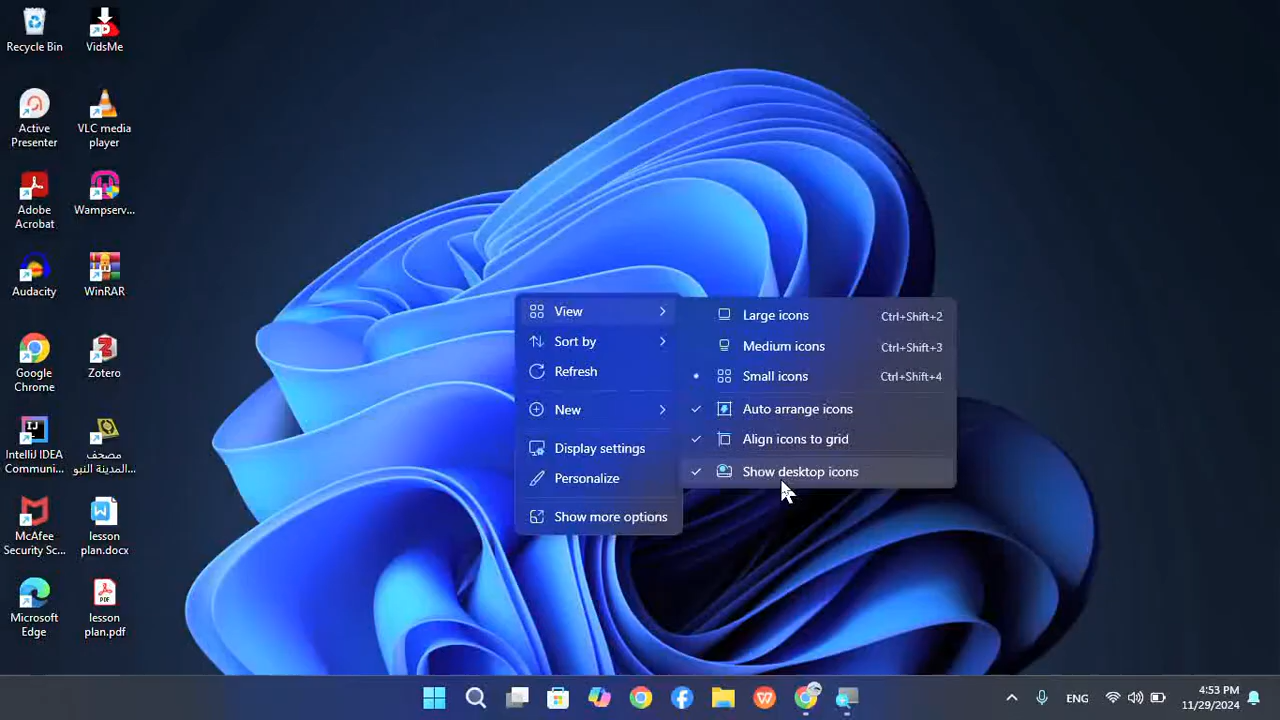 Recycle Bin
VidsMe
Active
Presenter
VLC media
player
Adobe
Acrobat
Wampserv...
Audacity
WinRAR
Google
Chrome
Zotero
IntelliJ IDEA
Communi...
مصحف
المدينة النبو...
McAfee
Security Sc...
lesson
plan.docx
Microsoft
Edge
lesson
plan.pdf
View
Sort by
Refresh
New
Display settings
Personalize
Show more options
Large icons Ctrl+Shift+2
Medium icons Ctrl+Shift+3
Small icons Ctrl+Shift+4
Auto arrange icons
Align icons to grid
Show desktop icons
ENG
4:53 PM
11/29/2024